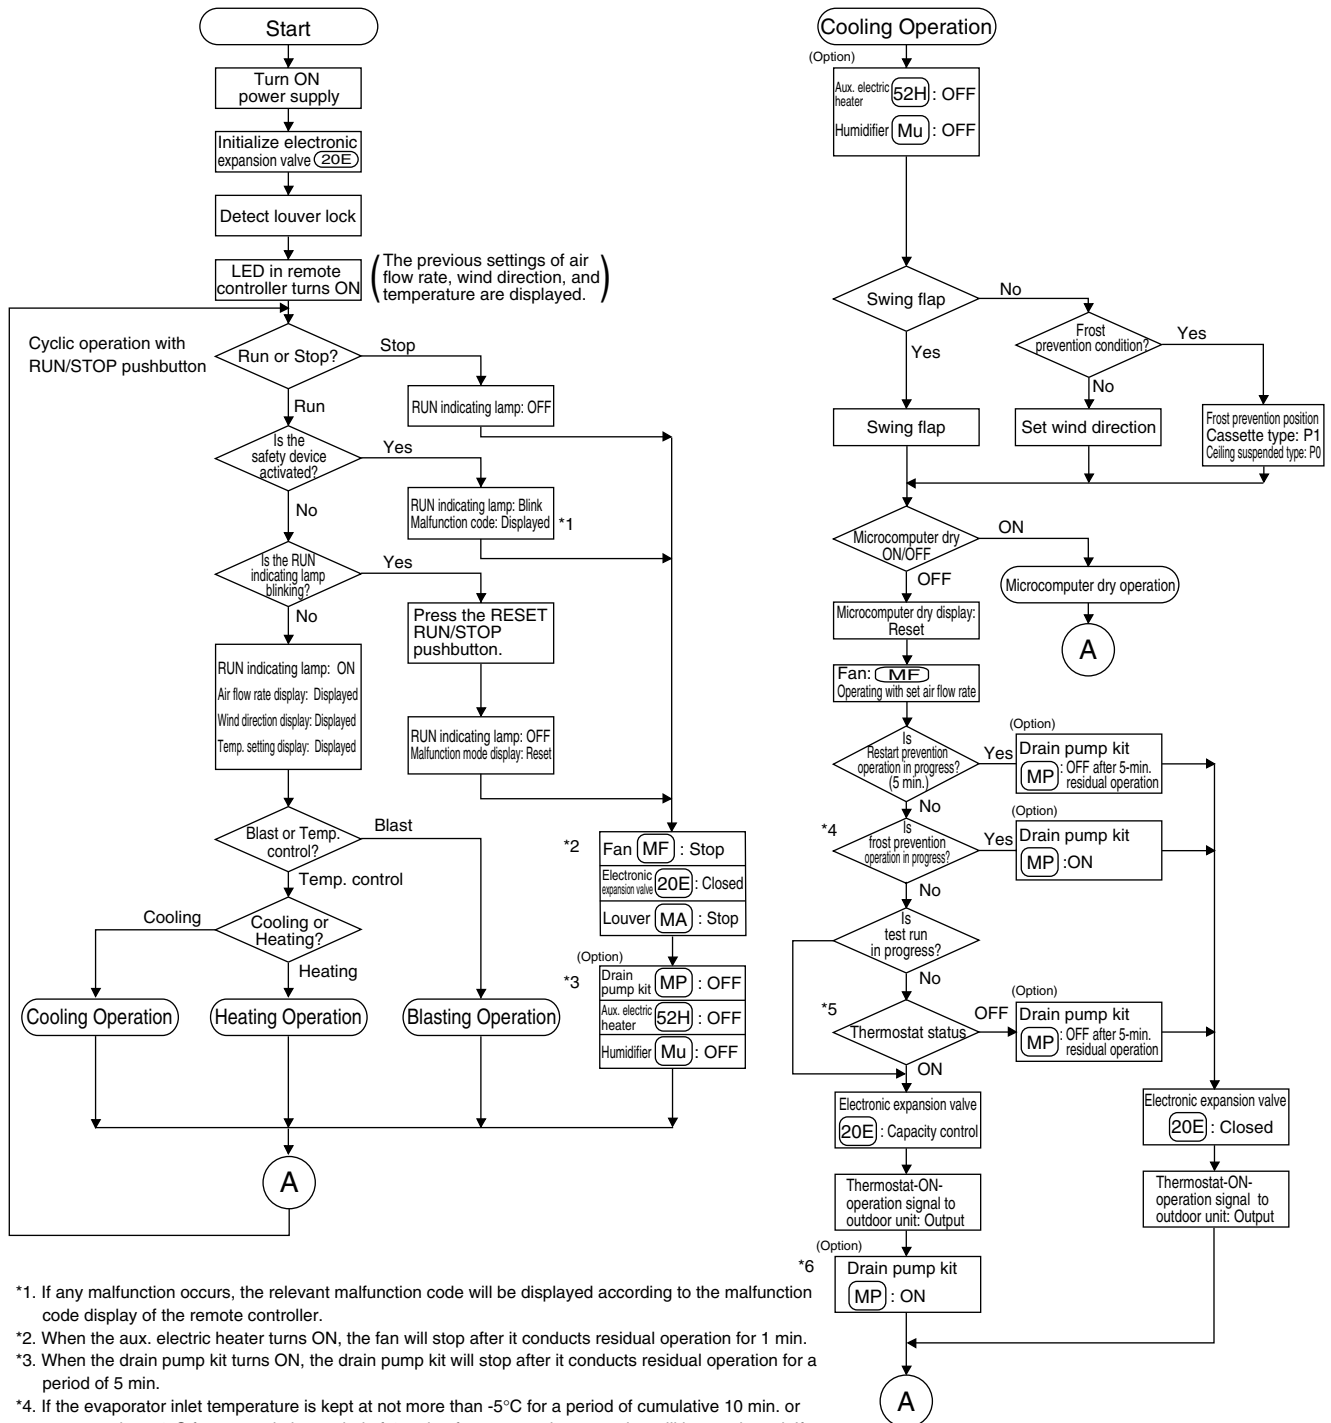 Start
Turn ON
power supply
Initialize electronic
expansion valve 20E
Detect louver lock
LED in remote
controller turns ON
(The previous settings of air
flow rate, wind direction, and
temperature are displayed.)
Cyclic operation with
RUN/STOP pushbutton
Run or Stop?
Stop
RUN indicating lamp: OFF
Run
Is the
safety device
activated?
Yes
RUN indicating lamp: Blink
Malfunction code: Displayed
*1
No
Is the RUN
indicating lamp
blinking?
Yes
Press the RESET
RUN/STOP
pushbutton.
RUN indicating lamp: OFF
Malfunction mode display: Reset
No
RUN indicating lamp: ON
Air flow rate display: Displayed
Wind direction display: Displayed
Temp. setting display: Displayed
Blast or Temp.
control?
Blast
Temp. control
Cooling or
Heating?
Cooling
Heating
Cooling Operation
Heating Operation
Blasting Operation
*2
Fan MF : Stop
Electronic
expansion valve 20E : Closed
Louver MA : Stop
(Option)
*3
Drain
pump kit MP : OFF
Aux. electric
heater 52H : OFF
Humidifier Mu : OFF
A
Cooling Operation
(Option)
Aux. electric
heater 52H : OFF
Humidifier Mu : OFF
Swing flap
No
Yes
Frost
prevention condition?
Yes
No
Swing flap
Set wind direction
Frost prevention position
Cassette type: P1
Ceiling suspended type: P0
Microcomputer dry
ON/OFF
ON
OFF
Microcomputer dry operation
A
Microcomputer dry display:
Reset
Fan: MF
Operating with set air flow rate
Is
Restart prevention
operation in progress?
(5 min.)
Yes
No
(Option)
Drain pump kit
MP : OFF after 5-min.
residual operation
*4
Is
frost prevention
operation in progress?
Yes
No
(Option)
Drain pump kit
MP :ON
Is
test run
in progress?
No
*5
Thermostat status
OFF
ON
(Option)
Drain pump kit
MP : OFF after 5-min.
residual operation
Electronic expansion valve
20E : Capacity control
Electronic expansion valve
20E : Closed
Thermostat-ON-
operation signal to
outdoor unit: Output
Thermostat-ON-
operation signal to
outdoor unit: Output
(Option)
*6
Drain pump kit
MP : ON
A
*1. If any malfunction occurs, the relevant malfunction code will be displayed according to the malfunction
code display of the remote controller.
*2. When the aux. electric heater turns ON, the fan will stop after it conducts residual operation for 1 min.
*3. When the drain pump kit turns ON, the drain pump kit will stop after it conducts residual operation for a
period of 5 min.
*4. If the evaporator inlet temperature is kept at not more than -5°C for a period of cumulative 10 min. or